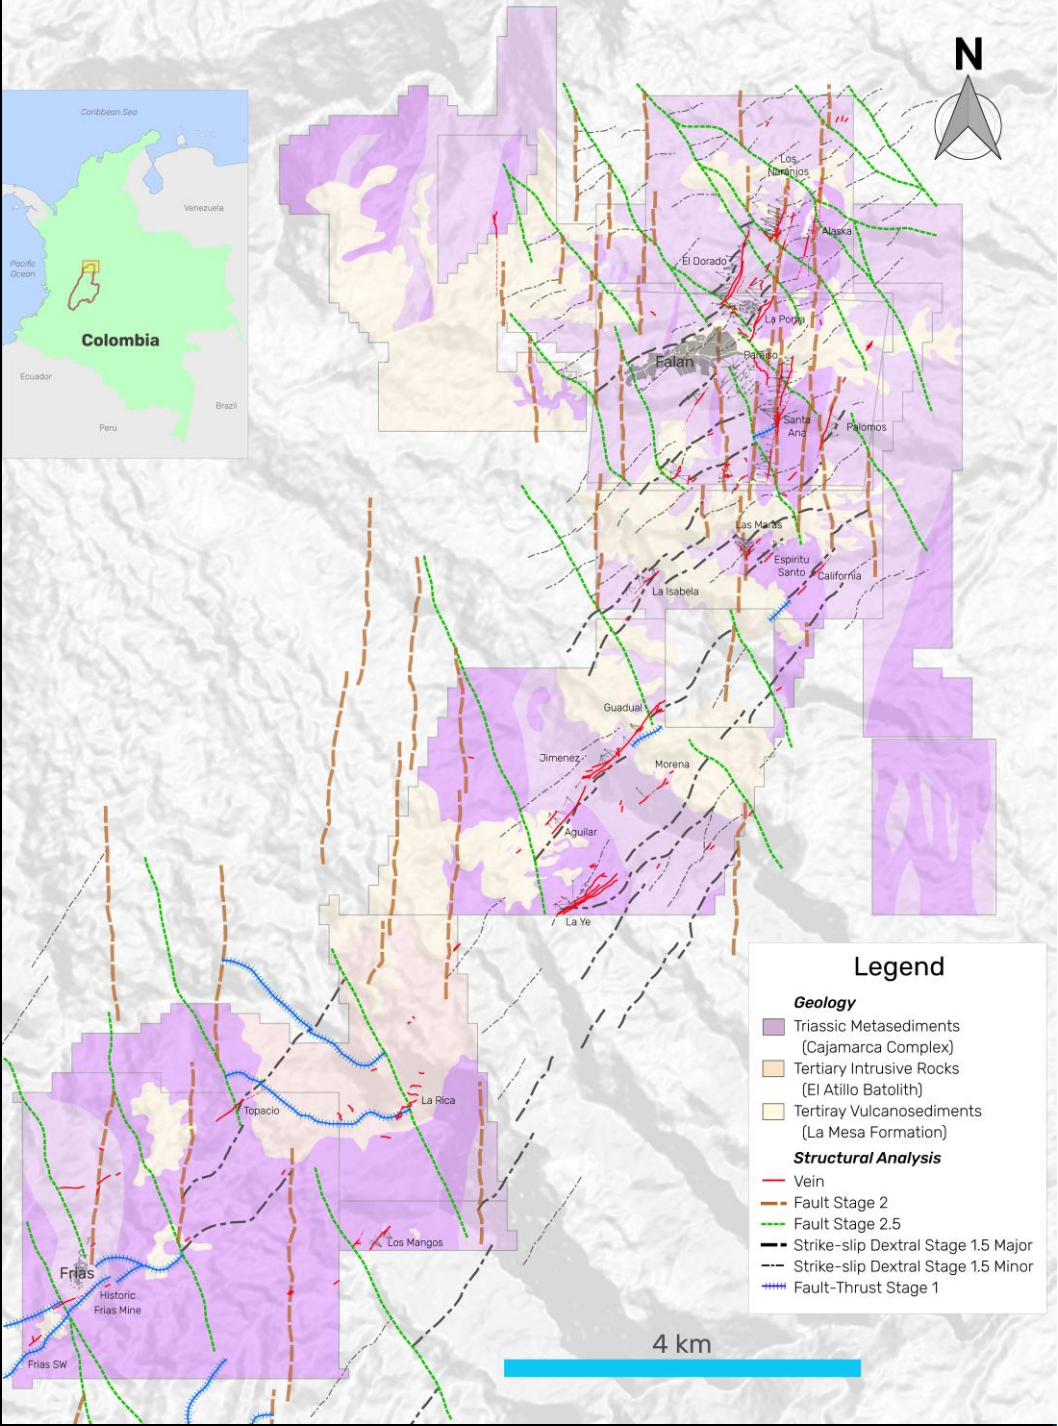 N
Caribbean Sea
Venezuela
Pacific
Ocean
Colombia
Ecuador
Brazil
Peru
Los
Naranjos
Alaska
El Dorado
La Porfia
Falan
Paraiso
Santa
Ana
Palomos
Las Maras
Espiritu
Santo
California
La Isabela
Guadual
Jimenez
Morena
Aguilar
La Ye
La Rica
Topacio
Los Mangos
Frias
Historic
Frias Mine
Frias SW
Legend
Geology
Triassic Metasediments
(Cajamarca Complex)
Tertiary Intrusive Rocks
(El Atillo Batolith)
Tertiray Vulcanosediments
(La Mesa Formation)
Structural Analysis
Vein
Fault Stage 2
Fault Stage 2.5
Strike-slip Dextral Stage 1.5 Major
Strike-slip Dextral Stage 1.5 Minor
Fault-Thrust Stage 1
4 km